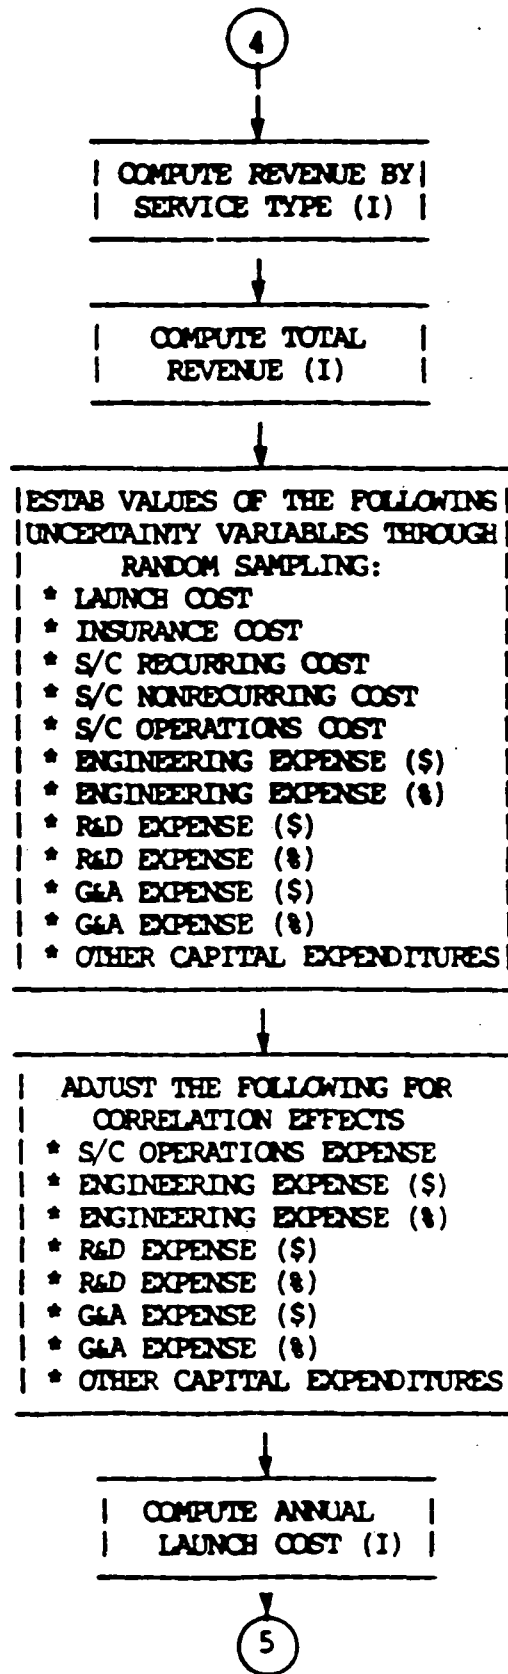 4
COMPUTE REVENUE BY
SERVICE TYPE (I)
COMPUTE TOTAL
REVENUE (I)
ESTAB VALUES OF THE FOLLOWING
UNCERTAINTY VARIABLES THROUGH
RANDOM SAMPLING:
* LAUNCH COST
* INSURANCE COST
* S/C RECURRING COST
* S/C NONRECURRING COST
* S/C OPERATIONS COST
* ENGINEERING EXPENSE ($)
* ENGINEERING EXPENSE (%)
* R&D EXPENSE ($)
* R&D EXPENSE (%)
* G&A EXPENSE ($)
* G&A EXPENSE (%)
* OTHER CAPITAL EXPENDITURES
ADJUST THE FOLLOWING FOR
CORRELATION EFFECTS
* S/C OPERATIONS EXPENSE
* ENGINEERING EXPENSE ($)
* ENGINEERING EXPENSE (%)
* R&D EXPENSE ($)
* R&D EXPENSE (%)
* G&A EXPENSE ($)
* G&A EXPENSE (%)
* OTHER CAPITAL EXPENDITURES
COMPUTE ANNUAL
LAUNCH COST (I)
5